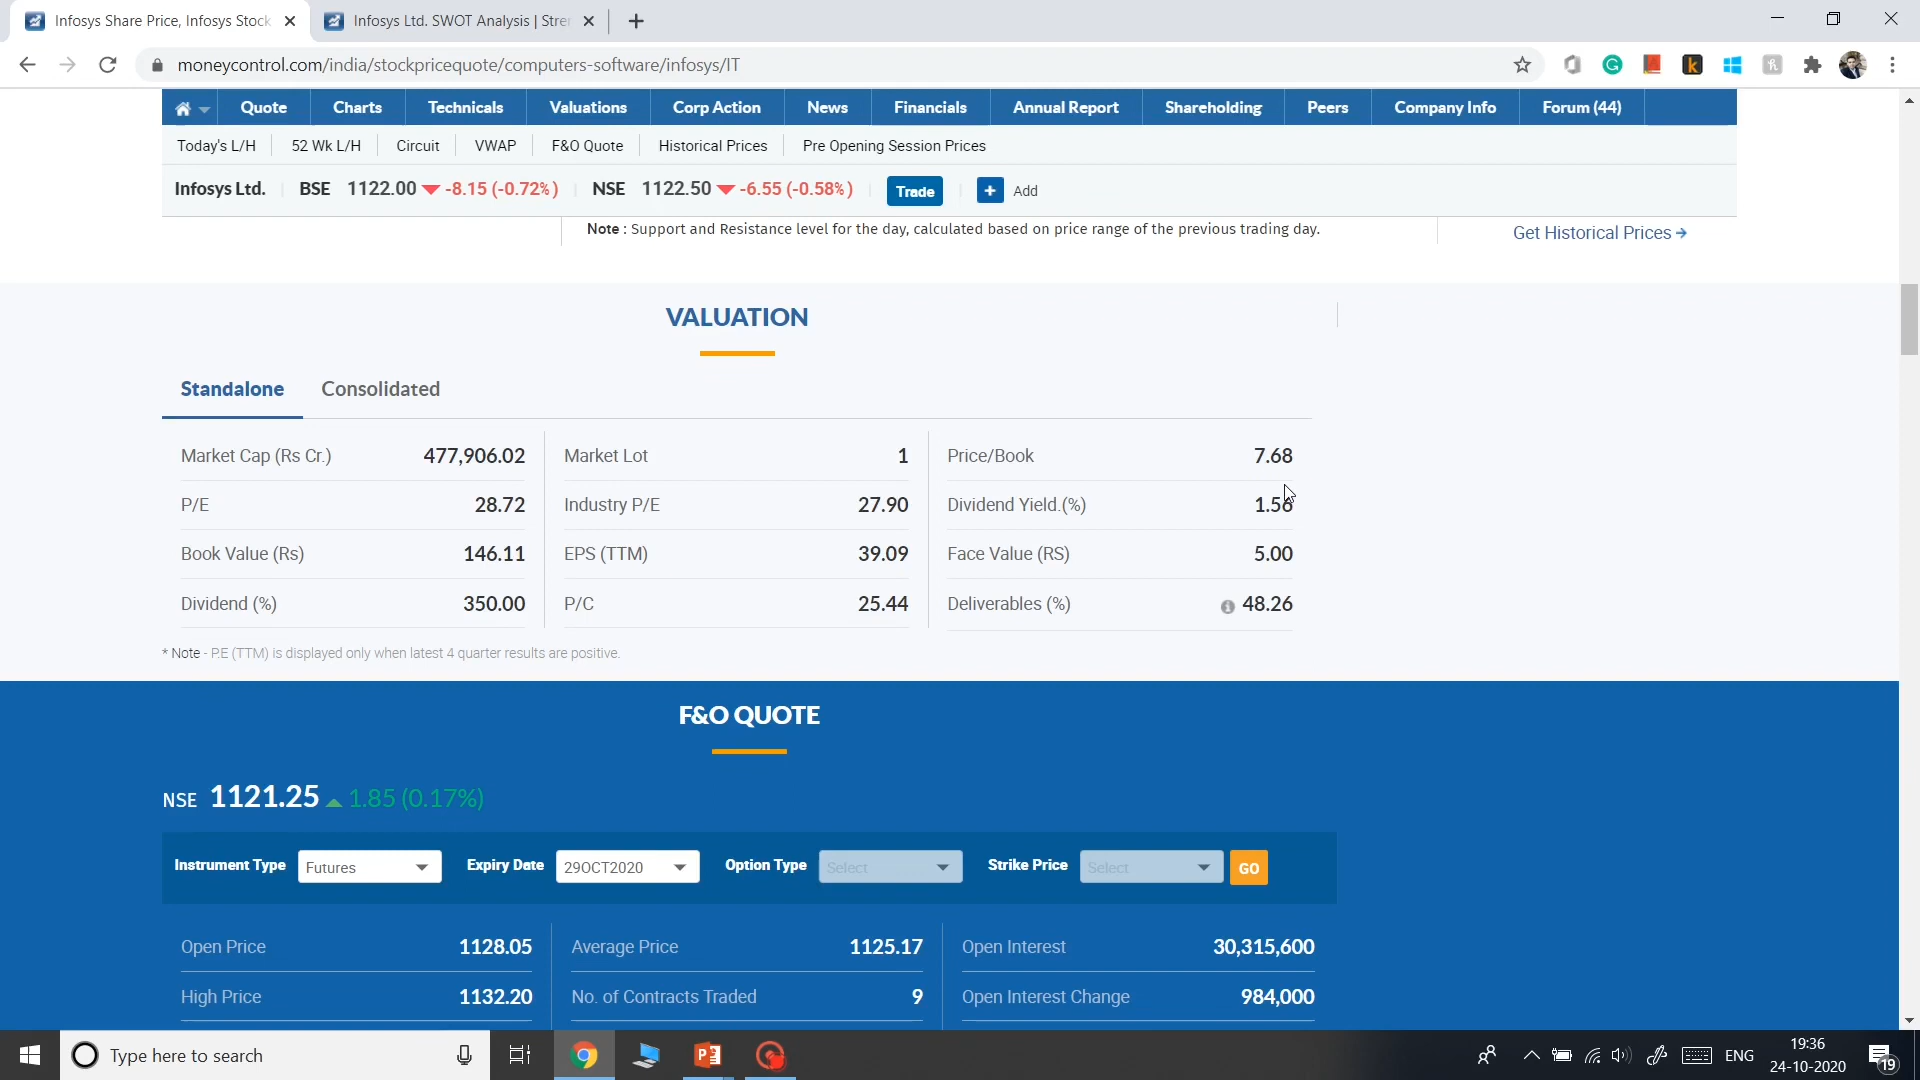 Infosys Share Price, Infosys Stock
Infosys Ltd. SWOT Analysis | Stre
moneycontrol.com/india/stockpricequote/computers-software/infosys/IT
Quote Charts Technicals Valuations Corp Action News Financials Annual Report Shareholding Peers Company Info Forum (44)
Today's L/H 52 Wk L/H Circuit VWAP F&O Quote Historical Prices Pre Opening Session Prices
Infosys Ltd. BSE 1122.00 -8.15 (-0.72%) NSE 1122.50 -6.55 (-0.58%) Trade + Add
Note : Support and Resistance level for the day, calculated based on price range of the previous trading day.
Get Historical Prices →
VALUATION
Standalone Consolidated
Market Cap (Rs Cr.) 477,906.02 Market Lot 1 Price/Book 7.68
P/E 28.72 Industry P/E 27.90 Dividend Yield.(%) 1.56
Book Value (Rs) 146.11 EPS (TTM) 39.09 Face Value (RS) 5.00
Dividend (%) 350.00 P/C 25.44 Deliverables (%) 48.26
* Note - P.E (TTM) is displayed only when latest 4 quarter results are positive.
F&O QUOTE
NSE 1121.25 1.85 (0.17%)
Instrument Type Futures Expiry Date 29OCT2020 Option Type Select Strike Price Select GO
Open Price 1128.05 Average Price 1125.17 Open Interest 30,315,600
High Price 1132.20 No. of Contracts Traded 9 Open Interest Change 984,000
Type here to search
ENG
19:36
24-10-2020
19